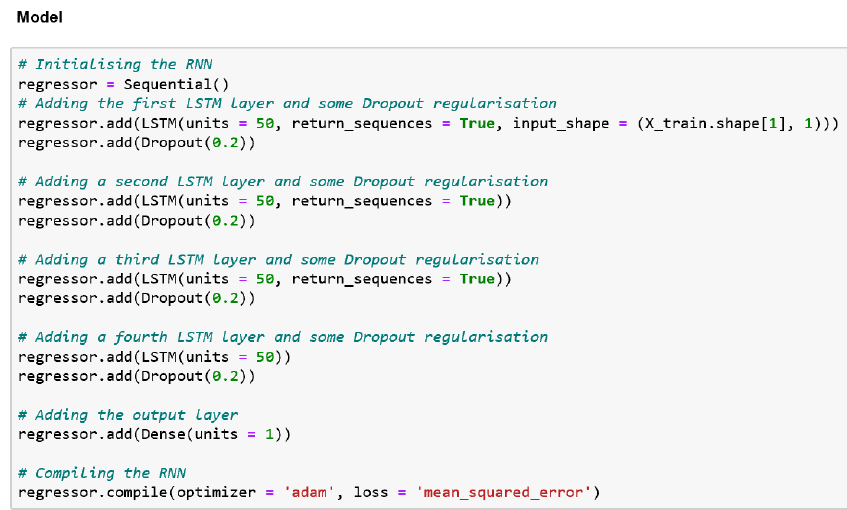 Model
# Initialising the RNN
regressor = Sequential()
# Adding the first LSTM layer and some Dropout regularisation
regressor.add(LSTM(units = 50, return_sequences = True, input_shape = (X_train.shape[1], 1)))
regressor.add(Dropout(0.2))
# Adding a second LSTM layer and some Dropout regularisation
regressor.add(LSTM(units = 50, return_sequences = True))
regressor.add(Dropout(0.2))
# Adding a third LSTM layer and some Dropout regularisation
regressor.add(LSTM(units = 50, return_sequences = True))
regressor.add(Dropout(0.2))
# Adding a fourth LSTM layer and some Dropout regularisation
regressor.add(LSTM(units = 50))
regressor.add(Dropout(0.2))
# Adding the output layer
regressor.add(Dense(units = 1))
# Compiling the RNN
regressor.compile(optimizer = 'adam', loss = 'mean_squared_error')